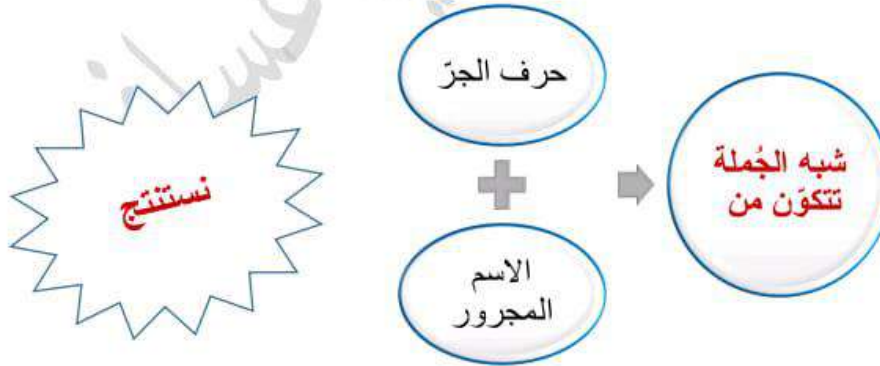 شبه الجُملة
تتكوّن من
حرف الجرّ
+
الاسم
المجرور
نستنتج